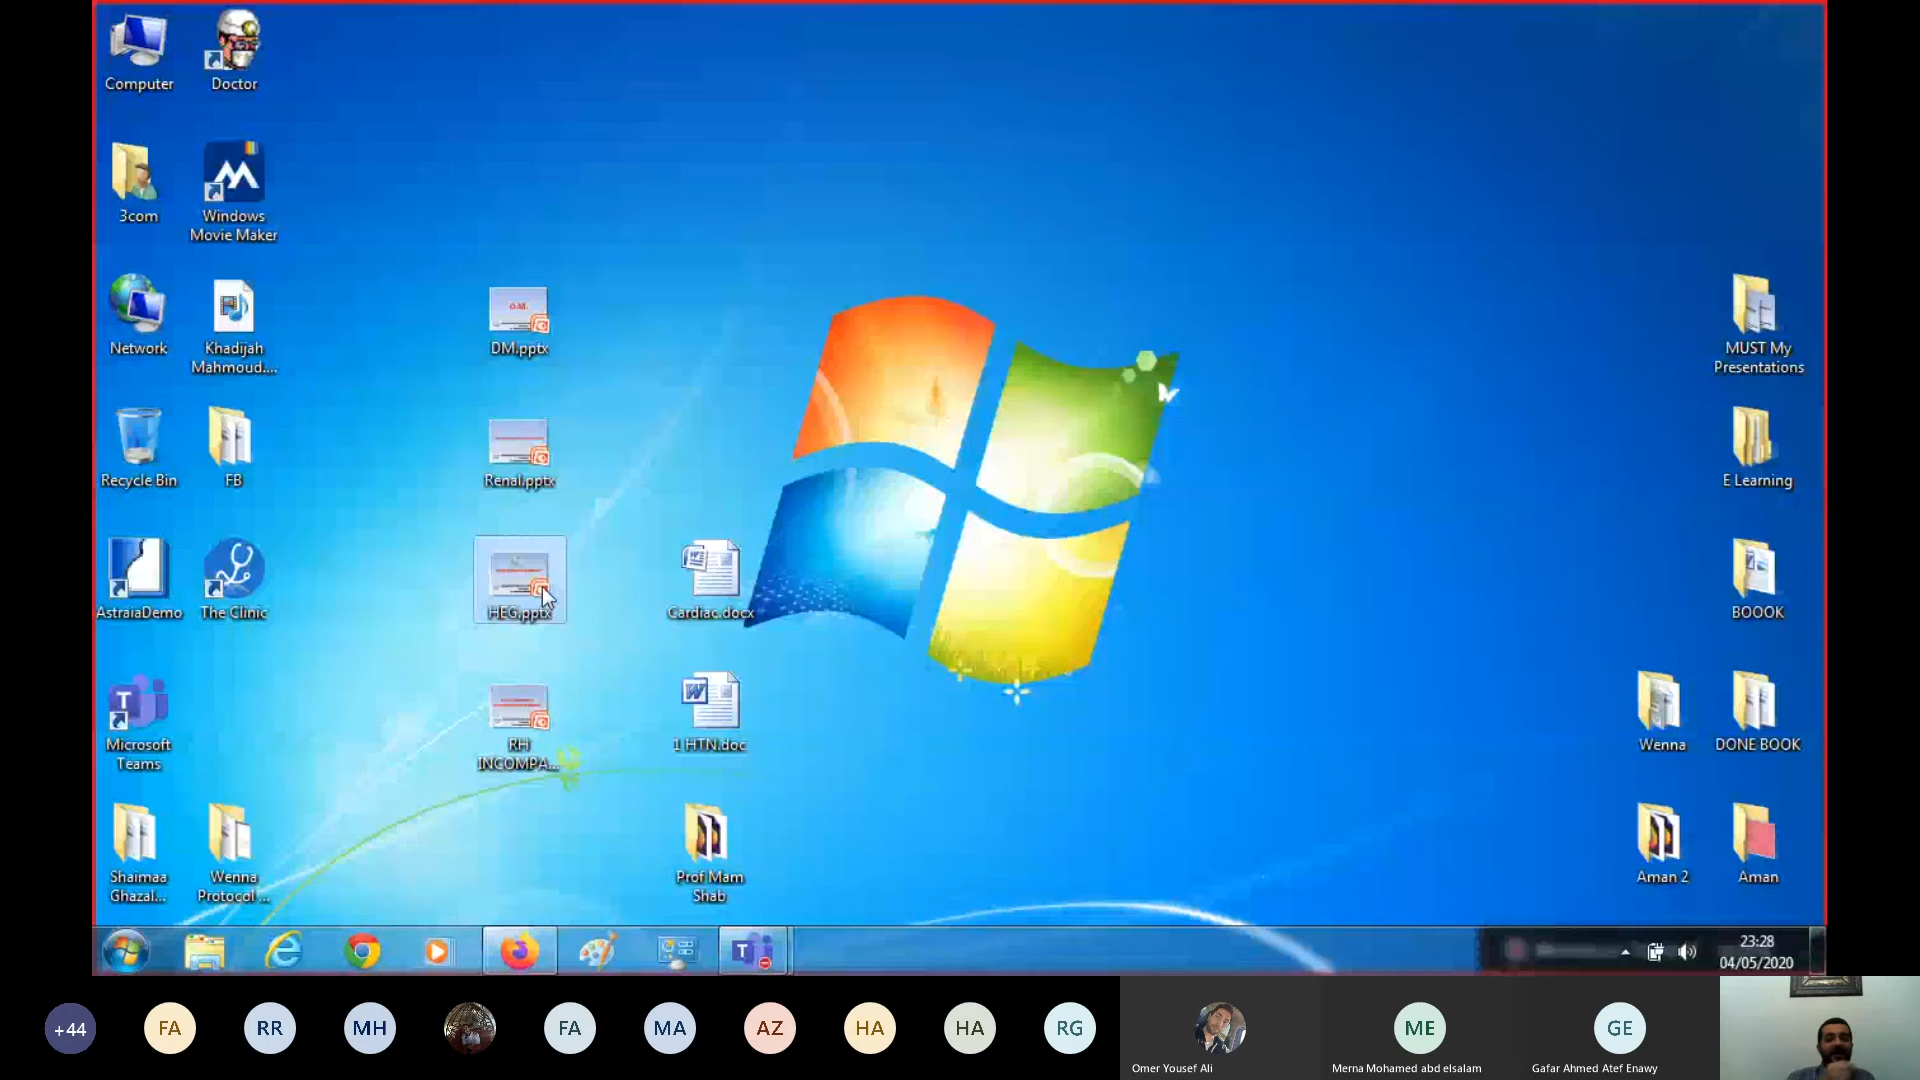 Computer
Doctor
3com
Windows
Movie Maker
Network
Khadijah
Mahmoud....
DM.pptx
MUST My
Presentations
Recycle Bin
FB
Renal.pptx
E Learning
AstraiaDemo
The Clinic
HEG.pptx
Cardiac.docx
BOOOK
Microsoft
Teams
RH
INCOMPA...
1 HTN.doc
Wenna
DONE BOOK
Shaimaa
Ghazal...
Wenna
Protocol ...
Prof Mam
Shab
Aman 2
Aman
23:28
04/05/2020
+44
FA
RR
MH
FA
MA
AZ
HA
HA
RG
ME
GE
Omer Yousef Ali
Merna Mohamed abd elsalam
Gafar Ahmed Atef Enawy